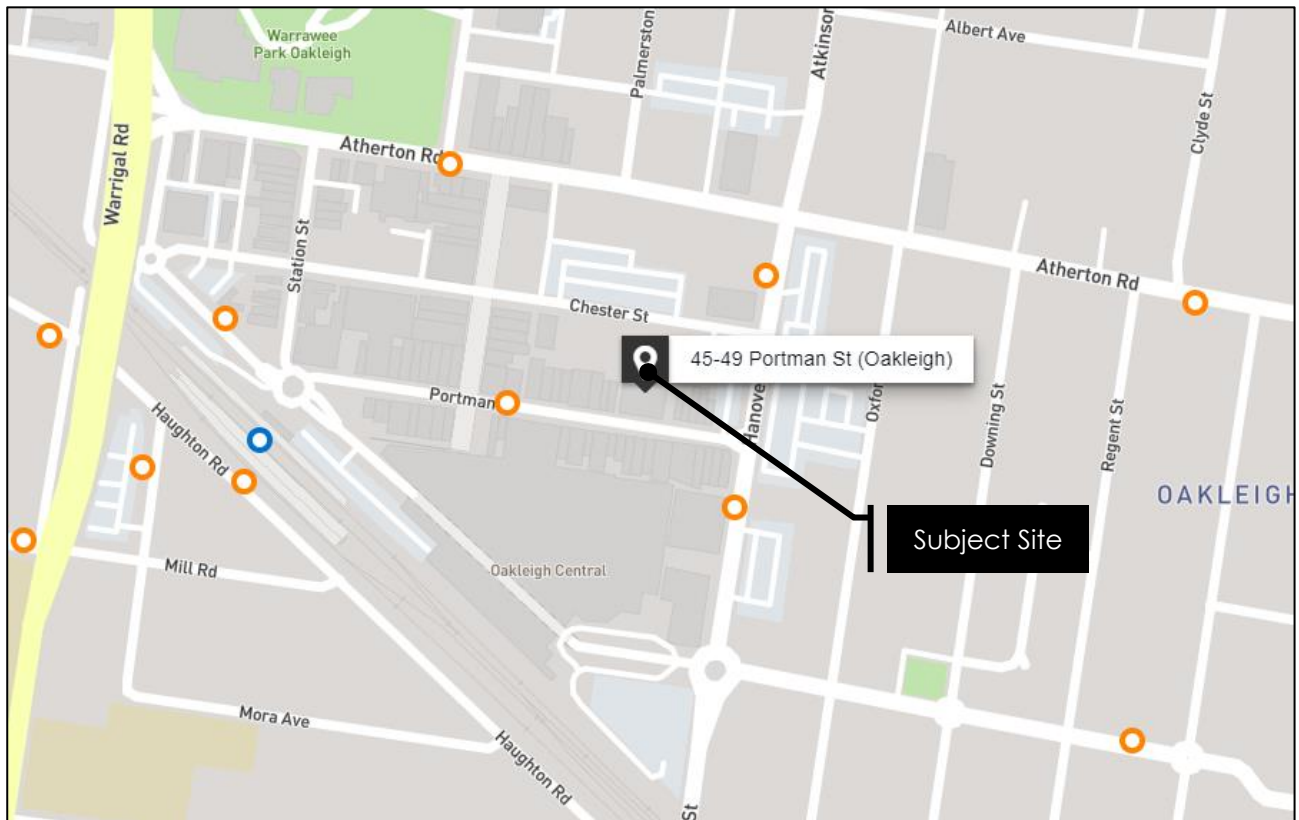 Warrawee
Park Oakleigh
Palmerston
Atkinson
Albert Ave
Clyde St
Warrigal Rd
Atherton Rd
Station St
Atherton Rd
Chester St
45-49 Portman St (Oakleigh)
Portman
Hanove
Oxfor
Downing St
Regent St
OAKLEIGH
Haughton Rd
Subject Site
Mill Rd
Oakleigh Central
Mora Ave
Haughton Rd
St